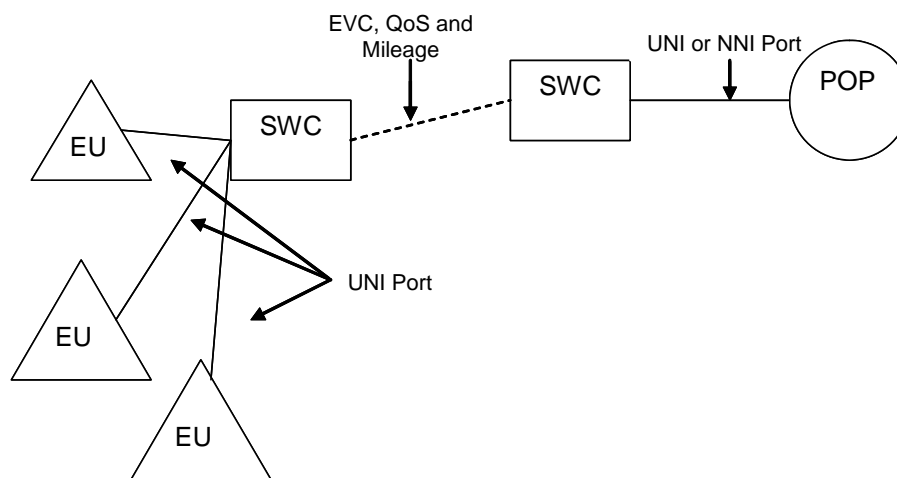 EVC, QoS and
Mileage
UNI or NNI Port
SWC
SWC
POP
EU
UNI Port
EU
EU